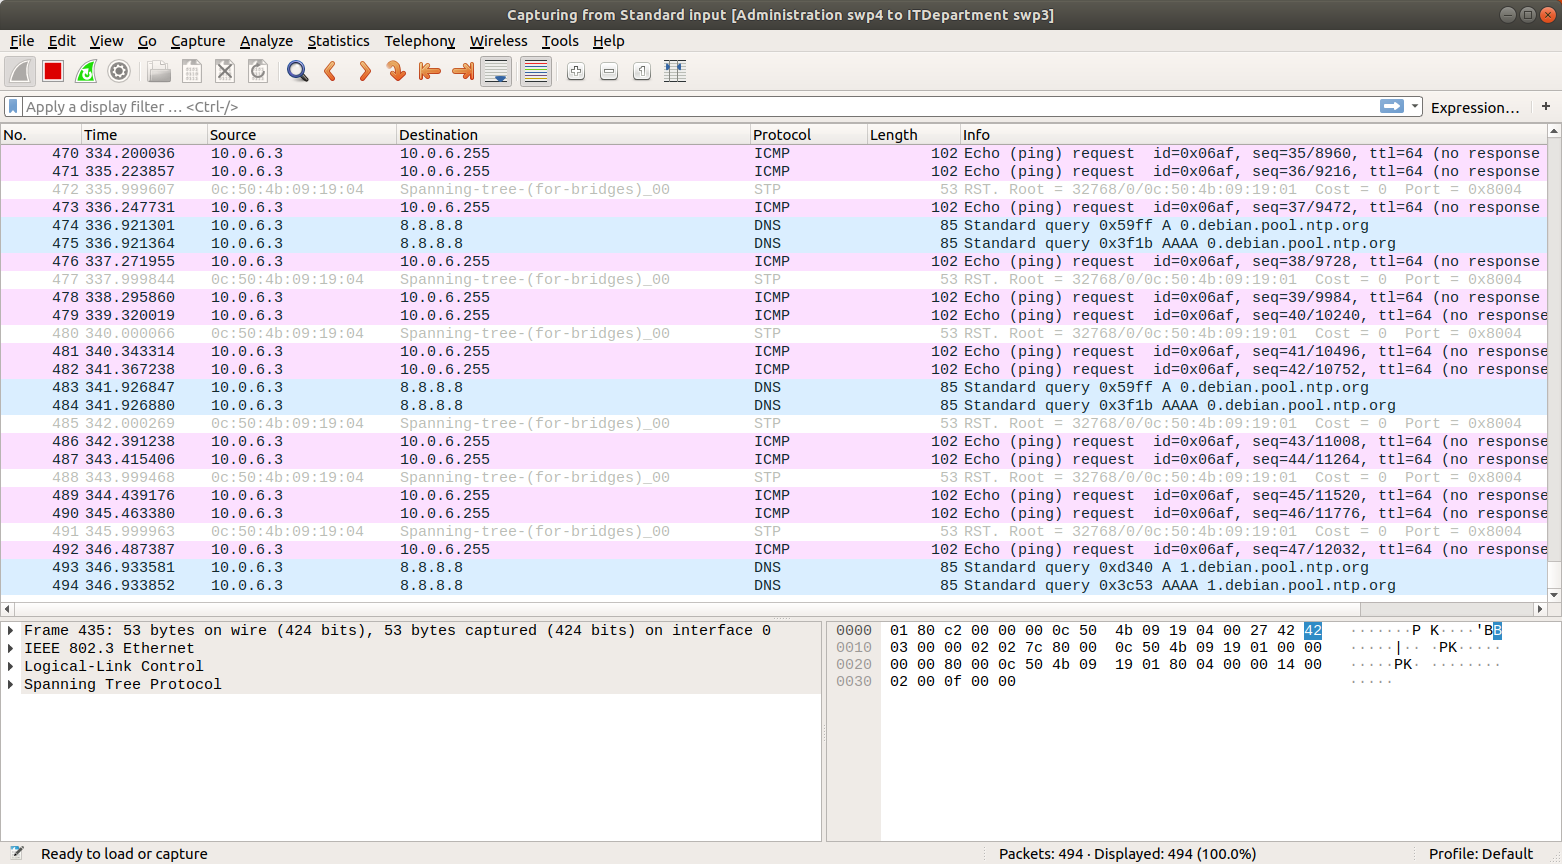 Capturing from Standard input [Administration swp4 to ITDepartment swp3]
File Edit View Go Capture Analyze Statistics Telephony Wireless Tools Help
Apply a display filter … <Ctrl-/> Expression… +
No. Time Source Destination Protocol Length Info
470 334.200036 10.0.6.3 10.0.6.255 ICMP 102 Echo (ping) request id=0x06af, seq=35/8960, ttl=64 (no response
471 335.223857 10.0.6.3 10.0.6.255 ICMP 102 Echo (ping) request id=0x06af, seq=36/9216, ttl=64 (no response
472 335.999607 0c:50:4b:09:19:04 Spanning-tree-(for-bridges)_00 STP 53 RST. Root = 32768/0/0c:50:4b:09:19:01 Cost = 0 Port = 0x8004
473 336.247731 10.0.6.3 10.0.6.255 ICMP 102 Echo (ping) request id=0x06af, seq=37/9472, ttl=64 (no response
474 336.921301 10.0.6.3 8.8.8.8 DNS 85 Standard query 0x59ff A 0.debian.pool.ntp.org
475 336.921364 10.0.6.3 8.8.8.8 DNS 85 Standard query 0x3f1b AAAA 0.debian.pool.ntp.org
476 337.271955 10.0.6.3 10.0.6.255 ICMP 102 Echo (ping) request id=0x06af, seq=38/9728, ttl=64 (no response
477 337.999844 0c:50:4b:09:19:04 Spanning-tree-(for-bridges)_00 STP 53 RST. Root = 32768/0/0c:50:4b:09:19:01 Cost = 0 Port = 0x8004
478 338.295860 10.0.6.3 10.0.6.255 ICMP 102 Echo (ping) request id=0x06af, seq=39/9984, ttl=64 (no response
479 339.320019 10.0.6.3 10.0.6.255 ICMP 102 Echo (ping) request id=0x06af, seq=40/10240, ttl=64 (no response
480 340.000066 0c:50:4b:09:19:04 Spanning-tree-(for-bridges)_00 STP 53 RST. Root = 32768/0/0c:50:4b:09:19:01 Cost = 0 Port = 0x8004
481 340.343314 10.0.6.3 10.0.6.255 ICMP 102 Echo (ping) request id=0x06af, seq=41/10496, ttl=64 (no response
482 341.367238 10.0.6.3 10.0.6.255 ICMP 102 Echo (ping) request id=0x06af, seq=42/10752, ttl=64 (no response
483 341.926847 10.0.6.3 8.8.8.8 DNS 85 Standard query 0x59ff A 0.debian.pool.ntp.org
484 341.926880 10.0.6.3 8.8.8.8 DNS 85 Standard query 0x3f1b AAAA 0.debian.pool.ntp.org
485 342.000269 0c:50:4b:09:19:04 Spanning-tree-(for-bridges)_00 STP 53 RST. Root = 32768/0/0c:50:4b:09:19:01 Cost = 0 Port = 0x8004
486 342.391238 10.0.6.3 10.0.6.255 ICMP 102 Echo (ping) request id=0x06af, seq=43/11008, ttl=64 (no response
487 343.415406 10.0.6.3 10.0.6.255 ICMP 102 Echo (ping) request id=0x06af, seq=44/11264, ttl=64 (no response
488 343.999468 0c:50:4b:09:19:04 Spanning-tree-(for-bridges)_00 STP 53 RST. Root = 32768/0/0c:50:4b:09:19:01 Cost = 0 Port = 0x8004
489 344.439176 10.0.6.3 10.0.6.255 ICMP 102 Echo (ping) request id=0x06af, seq=45/11520, ttl=64 (no response
490 345.463380 10.0.6.3 10.0.6.255 ICMP 102 Echo (ping) request id=0x06af, seq=46/11776, ttl=64 (no response
491 345.999963 0c:50:4b:09:19:04 Spanning-tree-(for-bridges)_00 STP 53 RST. Root = 32768/0/0c:50:4b:09:19:01 Cost = 0 Port = 0x8004
492 346.487387 10.0.6.3 10.0.6.255 ICMP 102 Echo (ping) request id=0x06af, seq=47/12032, ttl=64 (no response
493 346.933581 10.0.6.3 8.8.8.8 DNS 85 Standard query 0xd340 A 1.debian.pool.ntp.org
494 346.933852 10.0.6.3 8.8.8.8 DNS 85 Standard query 0x3c53 AAAA 1.debian.pool.ntp.org
Frame 435: 53 bytes on wire (424 bits), 53 bytes captured (424 bits) on interface 0
IEEE 802.3 Ethernet
Logical-Link Control
Spanning Tree Protocol
0000 01 80 c2 00 00 00 0c 50 4b 09 19 04 00 27 42 42 ·······P K····'BB
0010 03 00 00 02 02 7c 80 00 0c 50 4b 09 19 01 00 00 ·····|·· ·PK·····
0020 00 00 80 00 0c 50 4b 09 19 01 80 04 00 00 14 00 ·····PK· ········
0030 02 00 0f 00 00 ·····
Ready to load or capture Packets: 494 · Displayed: 494 (100.0%) Profile: Default